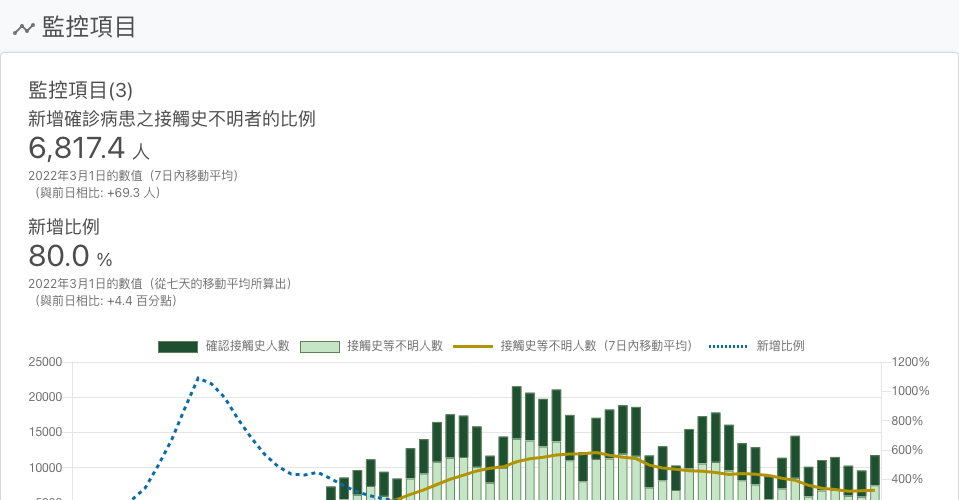 監控項目
監控項目(3)
新增確診病患之接觸史不明者的比例
6,817.4 人
2022年3月1日的數值（7日內移動平均）
（與前日相比: +69.3 人）
新增比例
80.0 %
2022年3月1日的數值（從七天的移動平均所算出）
（與前日相比: +4.4 百分點）
確認接觸史人數 接觸史等不明人數 接觸史等不明人數（7日內移動平均） 新增比例
25000 1200%
20000 1000%
15000 800%
10000 600%
400%